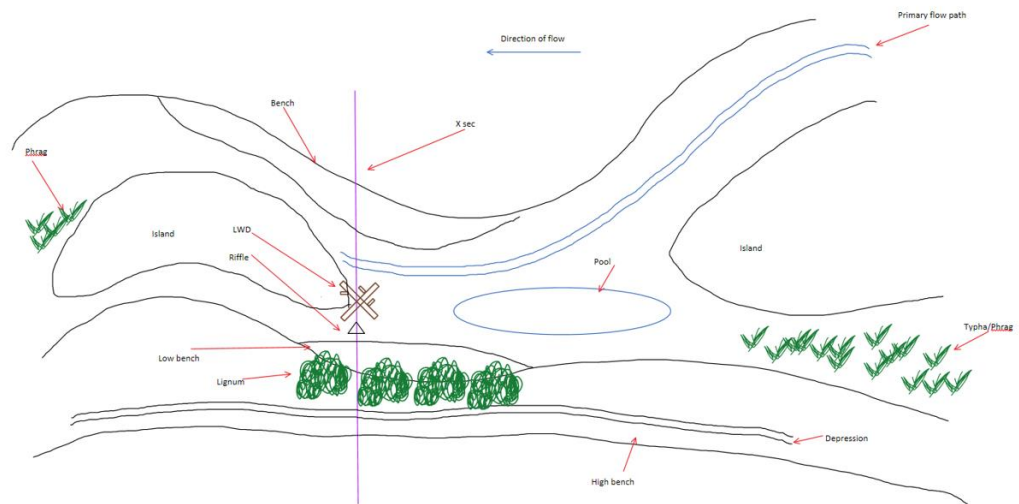 Primary flow path
Direction of flow
Bench
X sec
Phrag
Island
LWD
Riffle
Pool
Island
Typha/Phrag
Low bench
Lignum
Depression
High bench